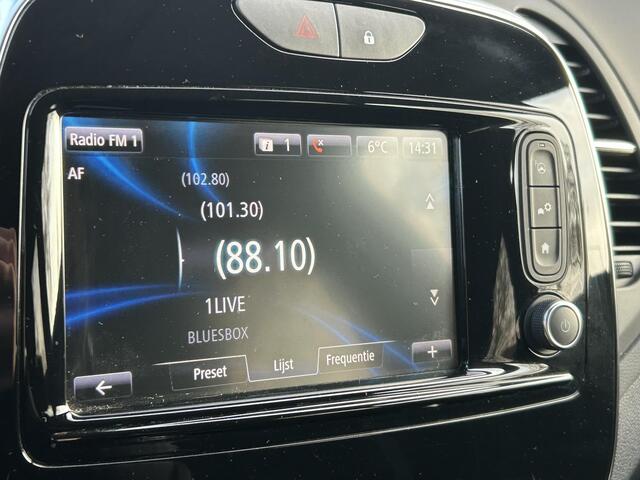 Radio FM 1
1
6°C
14:31
AF
(102.80)
(101.30)
(88.10)
1LIVE
BLUESBOX
Preset
Lijst
Frequentie
+